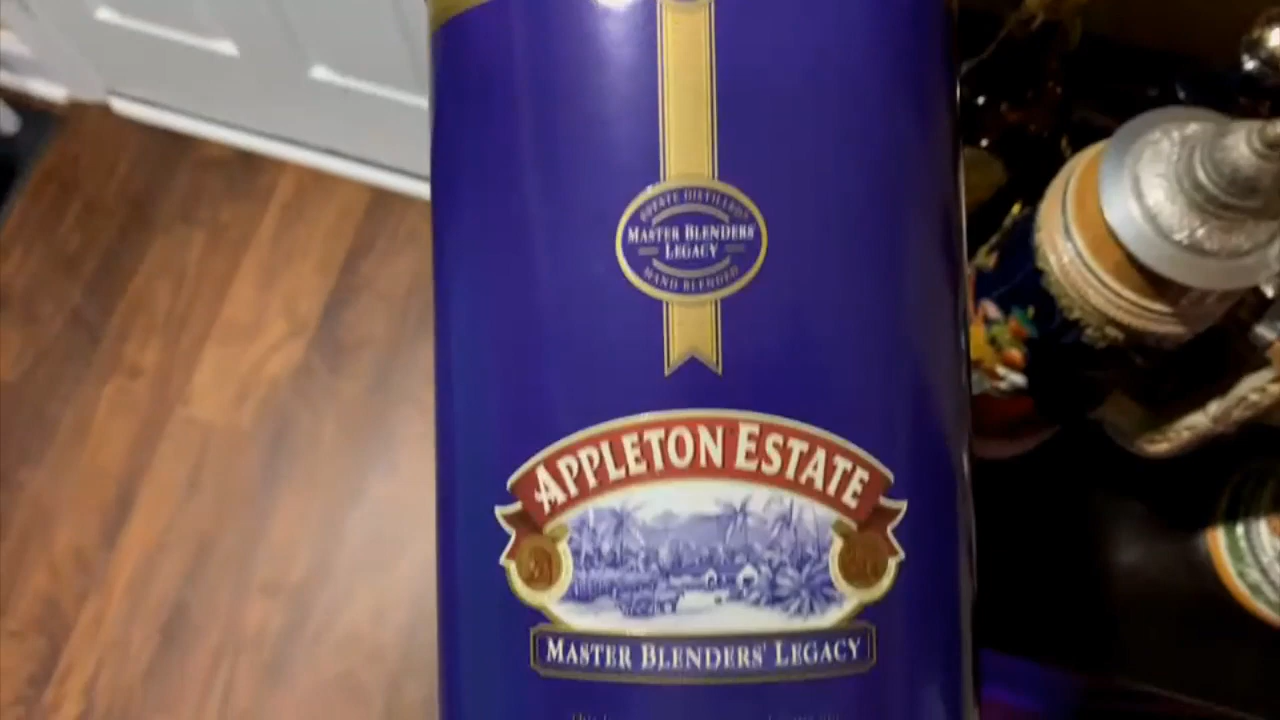 ESTATE DISTILLED
MASTER BLENDERS'
LEGACY
HAND BLENDED
APPLETON ESTATE
MASTER BLENDERS' LEGACY